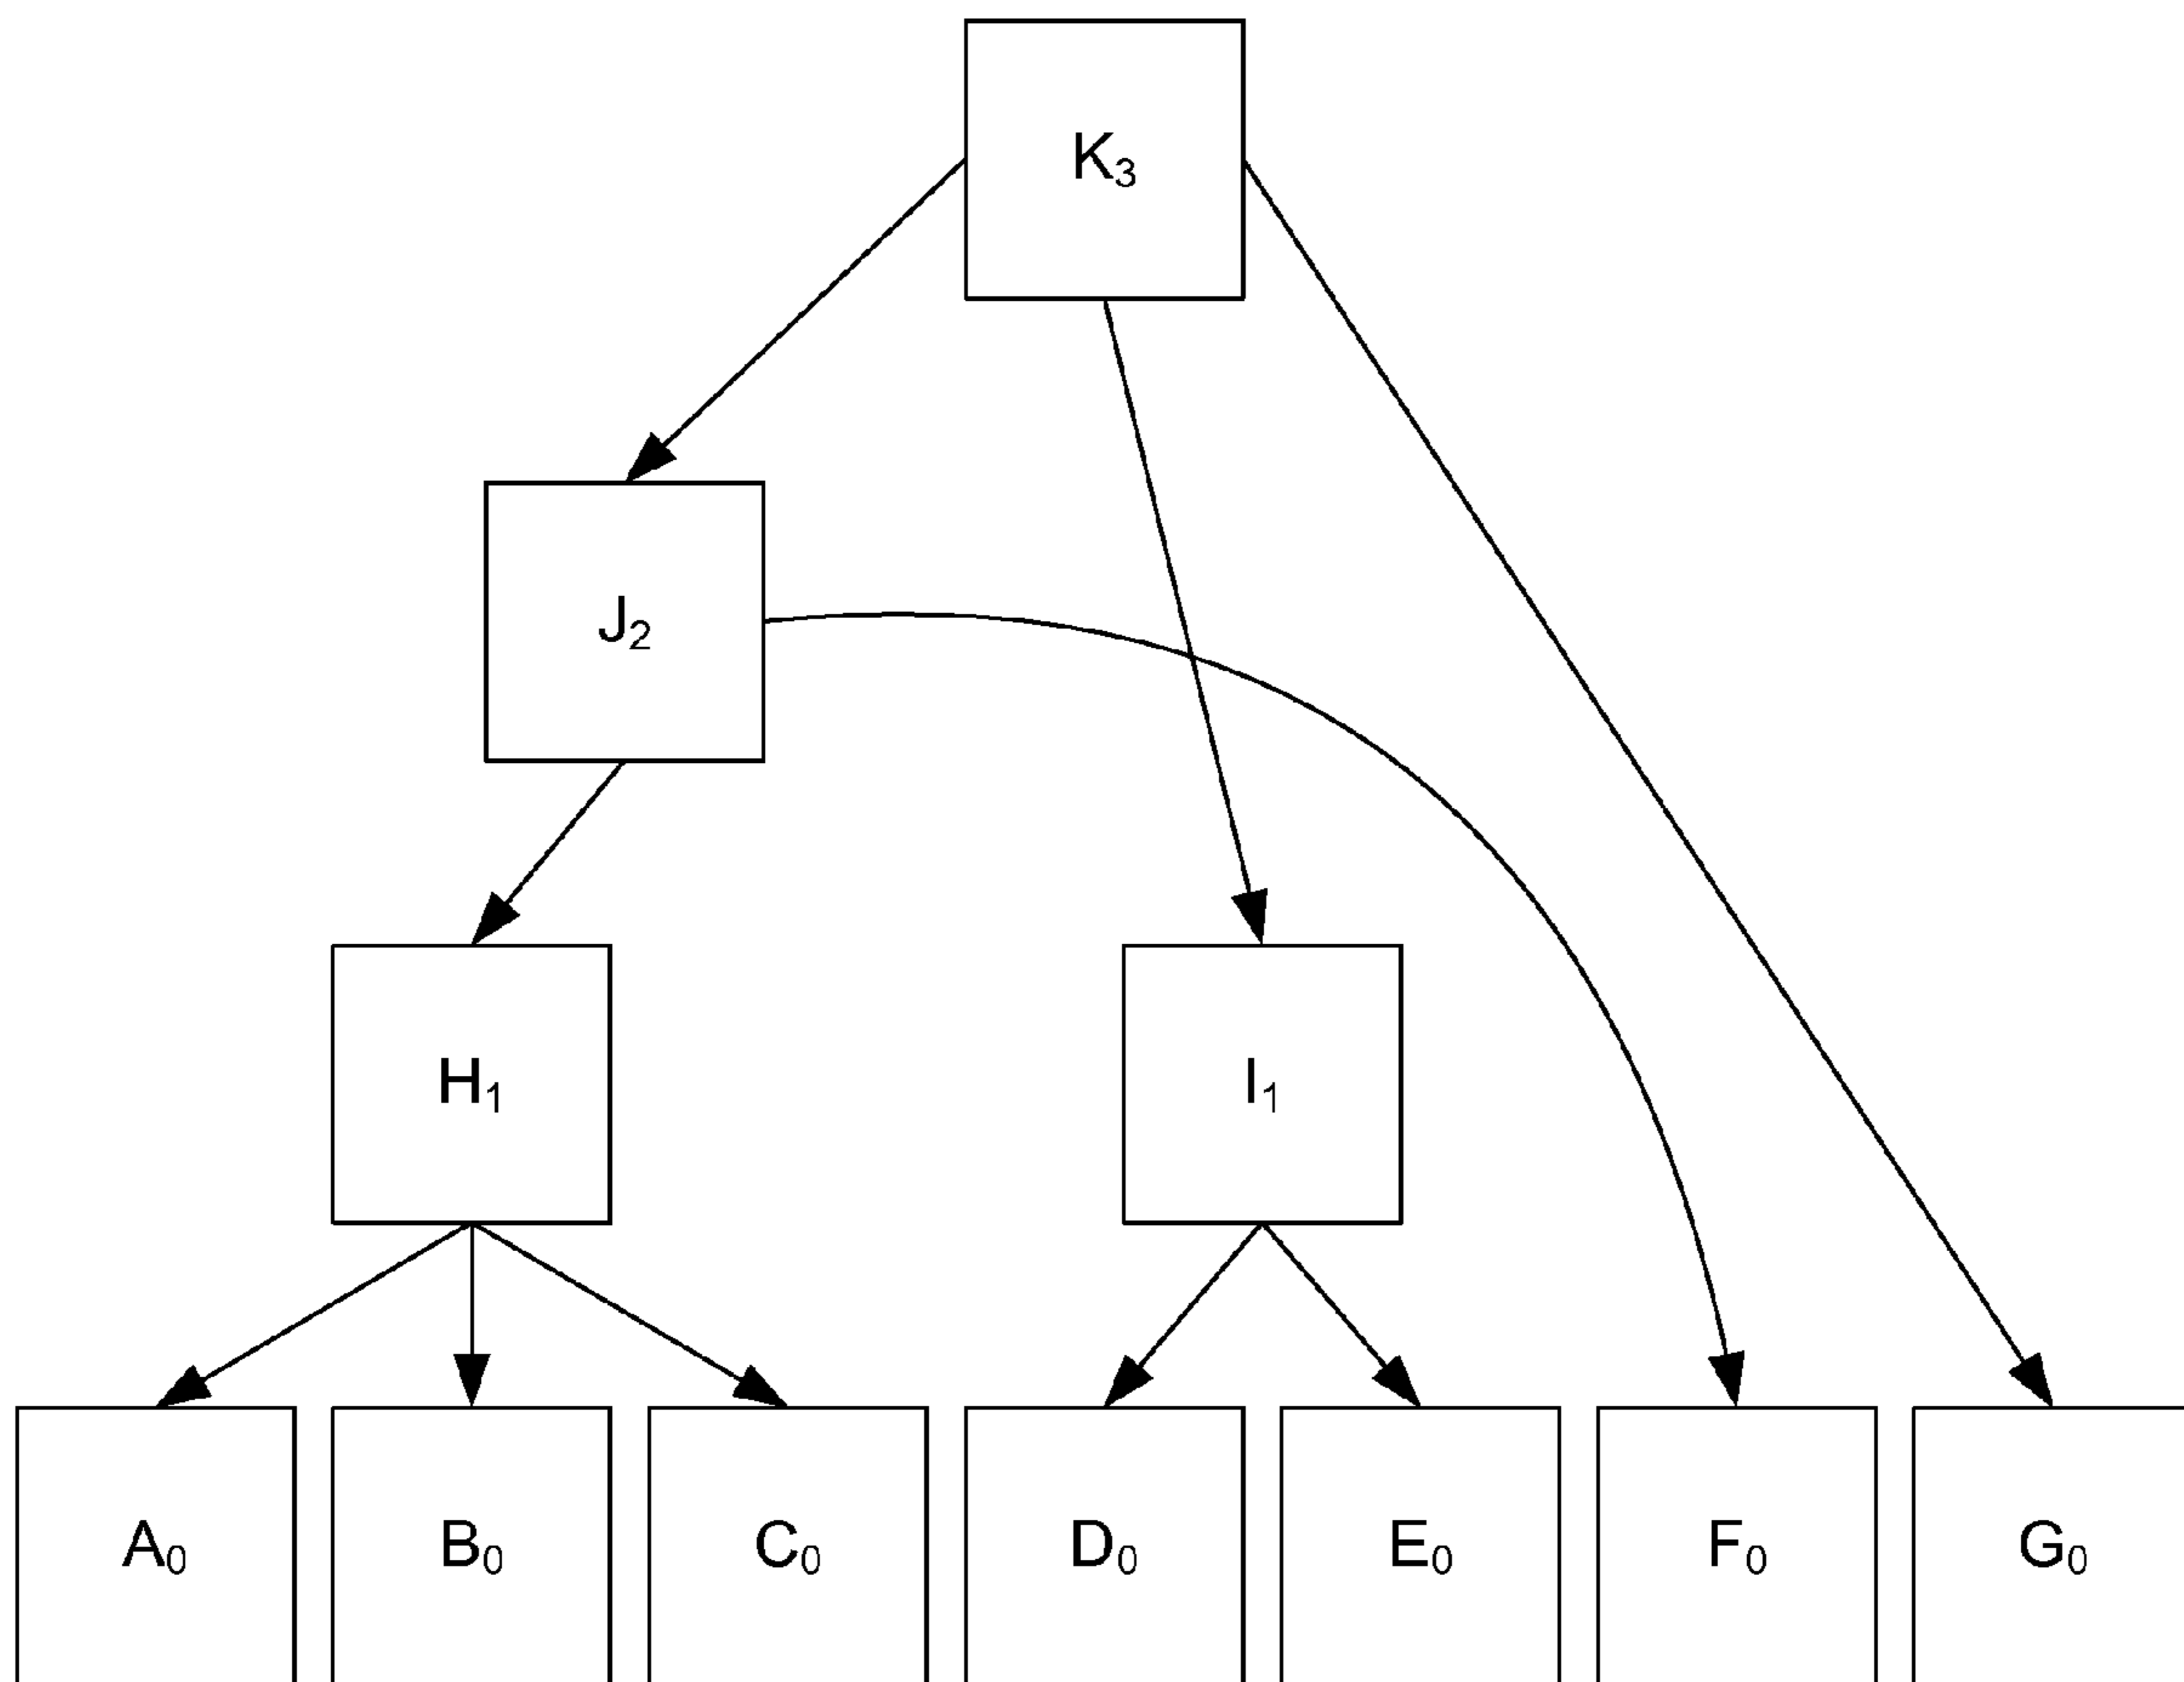 K₃
J₂
H₁
I₁
A₀
B₀
C₀
D₀
E₀
F₀
G₀